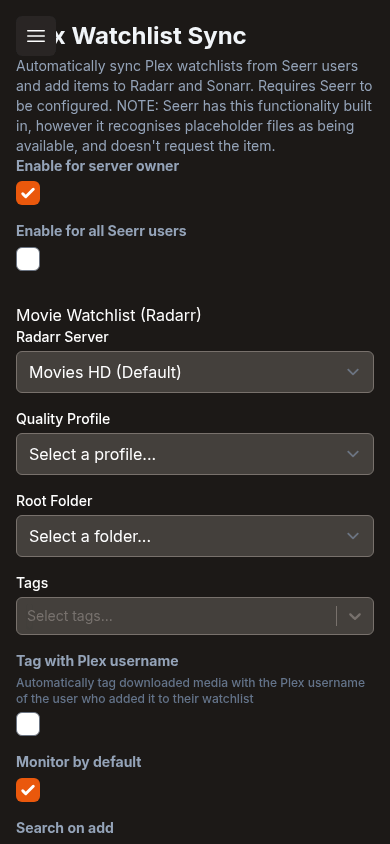 x Watchlist Sync
Automatically sync Plex watchlists from Seerr users
and add items to Radarr and Sonarr. Requires Seerr to
be configured. NOTE: Seerr has this functionality built
in, however it recognises placeholder files as being
available, and doesn't request the item.
Enable for server owner
Enable for all Seerr users
Movie Watchlist (Radarr)
Radarr Server
Movies HD (Default)
Quality Profile
Select a profile...
Root Folder
Select a folder...
Tags
Select tags...
Tag with Plex username
Automatically tag downloaded media with the Plex username
of the user who added it to their watchlist
Monitor by default
Search on add